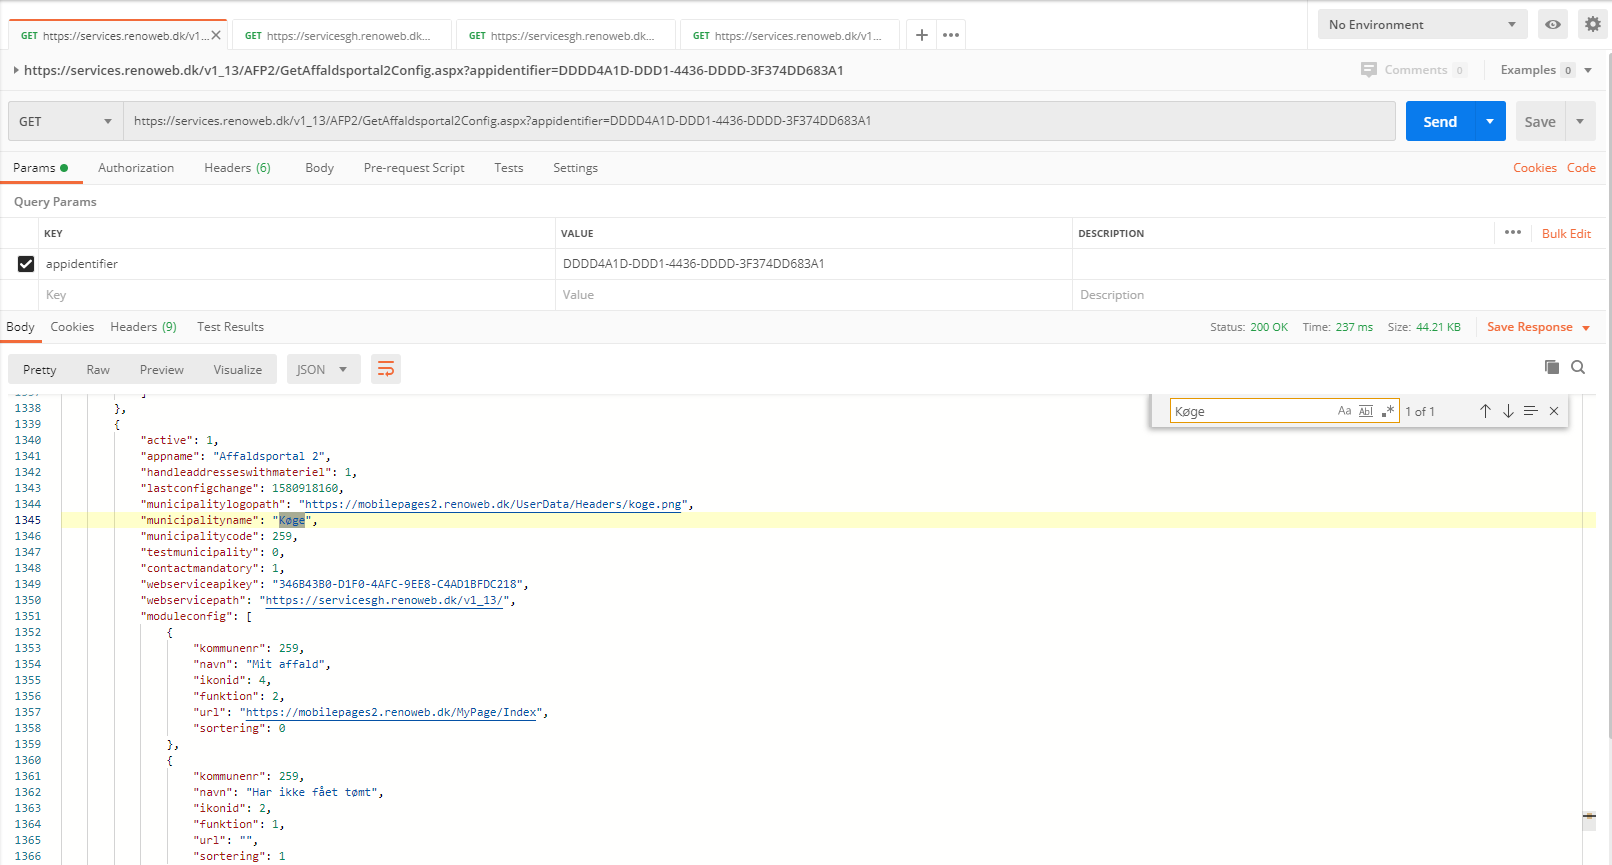 GET https://services.renoweb.dk/v1...
GET https://servicesgh.renoweb.dk...
GET https://servicesgh.renoweb.dk...
GET https://services.renoweb.dk/v1...
No Environment
https://services.renoweb.dk/v1_13/AFP2/GetAffaldsportal2Config.aspx?appidentifier=DDDD4A1D-DDD1-4436-DDDD-3F374DD683A1
Comments 0
Examples 0
GET
https://services.renoweb.dk/v1_13/AFP2/GetAffaldsportal2Config.aspx?appidentifier=DDDD4A1D-DDD1-4436-DDDD-3F374DD683A1
Send
Save
Params Authorization Headers (6) Body Pre-request Script Tests Settings Cookies Code
Query Params
KEY VALUE DESCRIPTION ••• Bulk Edit
appidentifier DDDD4A1D-DDD1-4436-DDDD-3F374DD683A1
Key Value Description
Body Cookies Headers (9) Test Results Status: 200 OK Time: 237 ms Size: 44.21 KB Save Response
Pretty Raw Preview Visualize JSON
Køge Aa Abl .* 1 of 1
1337 ]
1338 },
1339 {
1340 "active": 1,
1341 "appname": "Affaldsportal 2",
1342 "handleaddresseswithmateriel": 1,
1343 "lastconfigchange": 1580918160,
1344 "municipalitylogopath": "https://mobilepages2.renoweb.dk/UserData/Headers/koge.png",
1345 "municipalityname": "Køge",
1346 "municipalitycode": 259,
1347 "testmunicipality": 0,
1348 "contactmandatory": 1,
1349 "webserviceapikey": "346B43B0-D1F0-4AFC-9EE8-C4AD1BFDC218",
1350 "webservicepath": "https://servicesgh.renoweb.dk/v1_13/",
1351 "moduleconfig": [
1352 {
1353 "kommunenr": 259,
1354 "navn": "Mit affald",
1355 "ikonid": 4,
1356 "funktion": 2,
1357 "url": "https://mobilepages2.renoweb.dk/MyPage/Index",
1358 "sortering": 0
1359 },
1360 {
1361 "kommunenr": 259,
1362 "navn": "Har ikke fået tømt",
1363 "ikonid": 2,
1364 "funktion": 1,
1365 "url": "",
1366 "sortering": 1